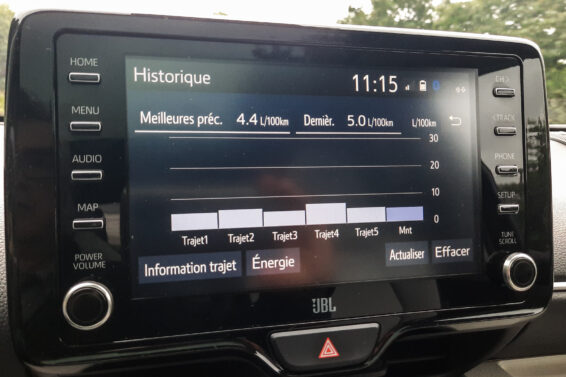 HOME
MENU
AUDIO
MAP
POWER
VOLUME
Historique
11:15
Meilleures préc. 4.4 L/100km Dernièr. 5.0 L/100km L/100km
30
20
10
0
Trajet1 Trajet2 Trajet3 Trajet4 Trajet5 Mnt
Information trajet Énergie Actualiser Effacer
TRACK
PHONE
SETUP
TUNE
SCROLL
JBL